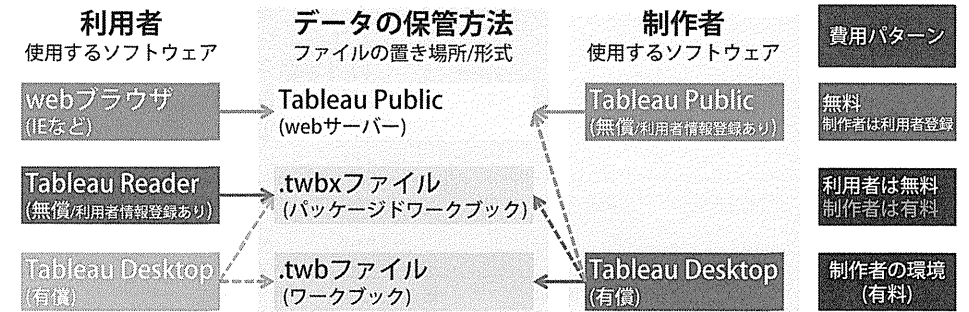 利用者
使用するソフトウェア
データの保管方法
ファイルの置き場所/形式
制作者
使用するソフトウェア
費用パターン
webブラウザ
(IEなど)
Tableau Public
(webサーバー)
Tableau Public
(無償/利用者情報登録あり)
無料
制作者は利用者登録
Tableau Reader
(無償/利用者情報登録あり)
.twbxファイル
(パッケージドワークブック)
利用者は無料
制作者は有料
Tableau Desktop
(有償)
.twbファイル
(ワークブック)
Tableau Desktop
(有償)
制作者の環境
(有料)